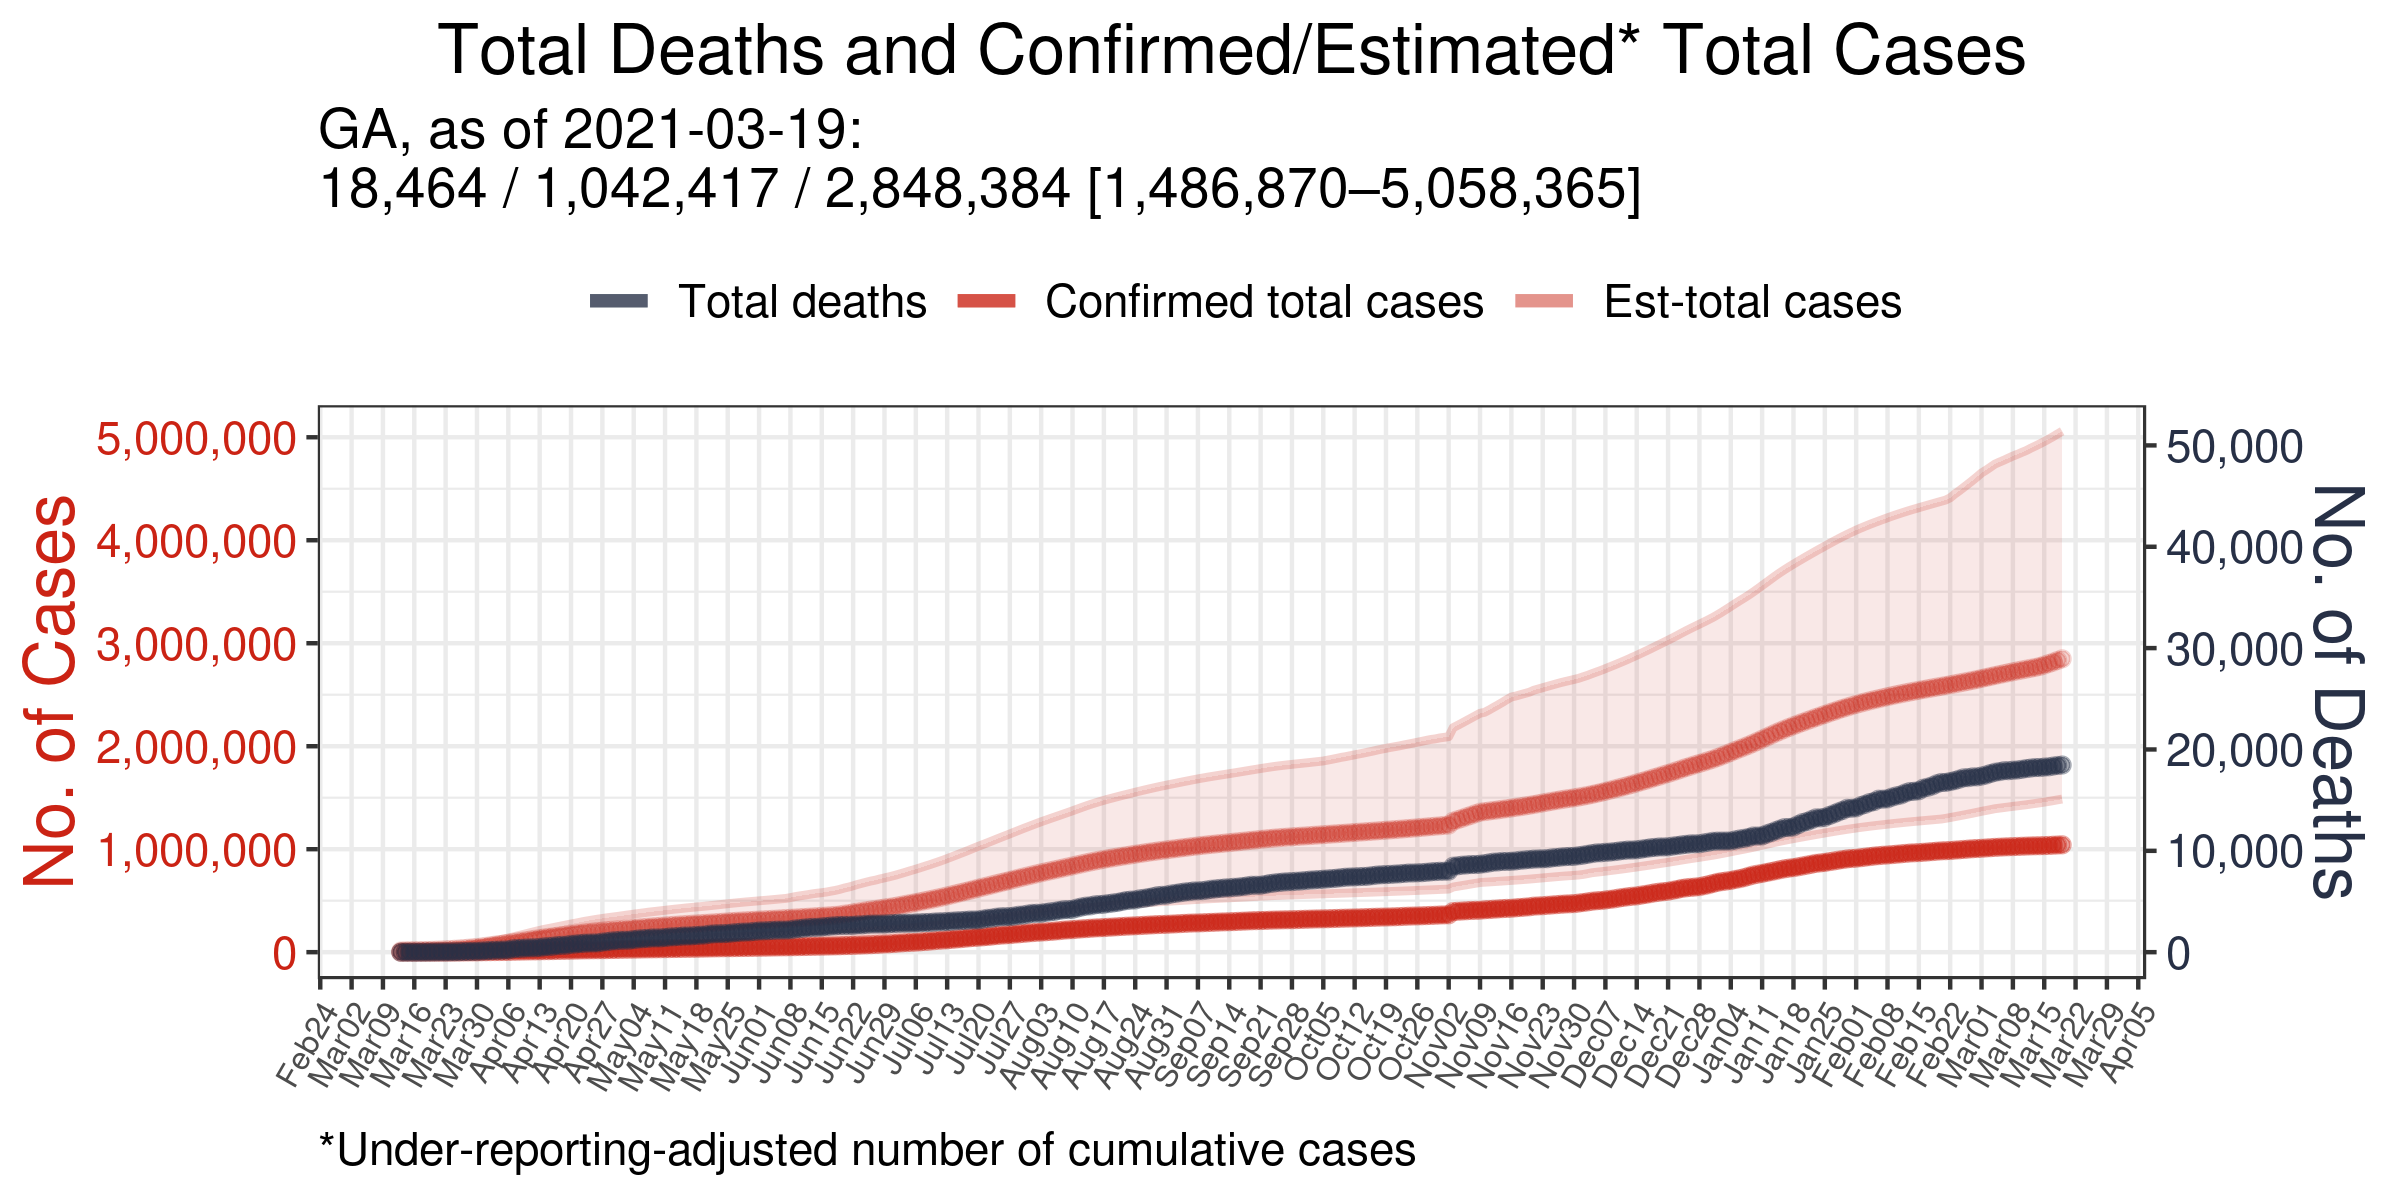 Total Deaths and Confirmed/Estimated* Total Cases
GA, as of 2021-03-19:
18,464 / 1,042,417 / 2,848,384 [1,486,870–5,058,365]
Total deaths
Confirmed total cases
Est-total cases
No. of Cases
5,000,000
4,000,000
3,000,000
2,000,000
1,000,000
0
50,000
40,000
30,000
20,000
10,000
0
No. of Deaths
Feb24
Mar02
Mar09
Mar16
Mar23
Mar30
Apr06
Apr13
Apr20
Apr27
May04
May11
May18
May25
Jun01
Jun08
Jun15
Jun22
Jun29
Jul06
Jul13
Jul20
Jul27
Aug03
Aug10
Aug17
Aug24
Aug31
Sep07
Sep14
Sep21
Sep28
Oct05
Oct12
Oct19
Oct26
Nov02
Nov09
Nov16
Nov23
Nov30
Dec07
Dec14
Dec21
Dec28
Jan04
Jan11
Jan18
Jan25
Feb01
Feb08
Feb15
Feb22
Mar01
Mar08
Mar15
Mar22
Mar29
Apr05
*Under-reporting-adjusted number of cumulative cases